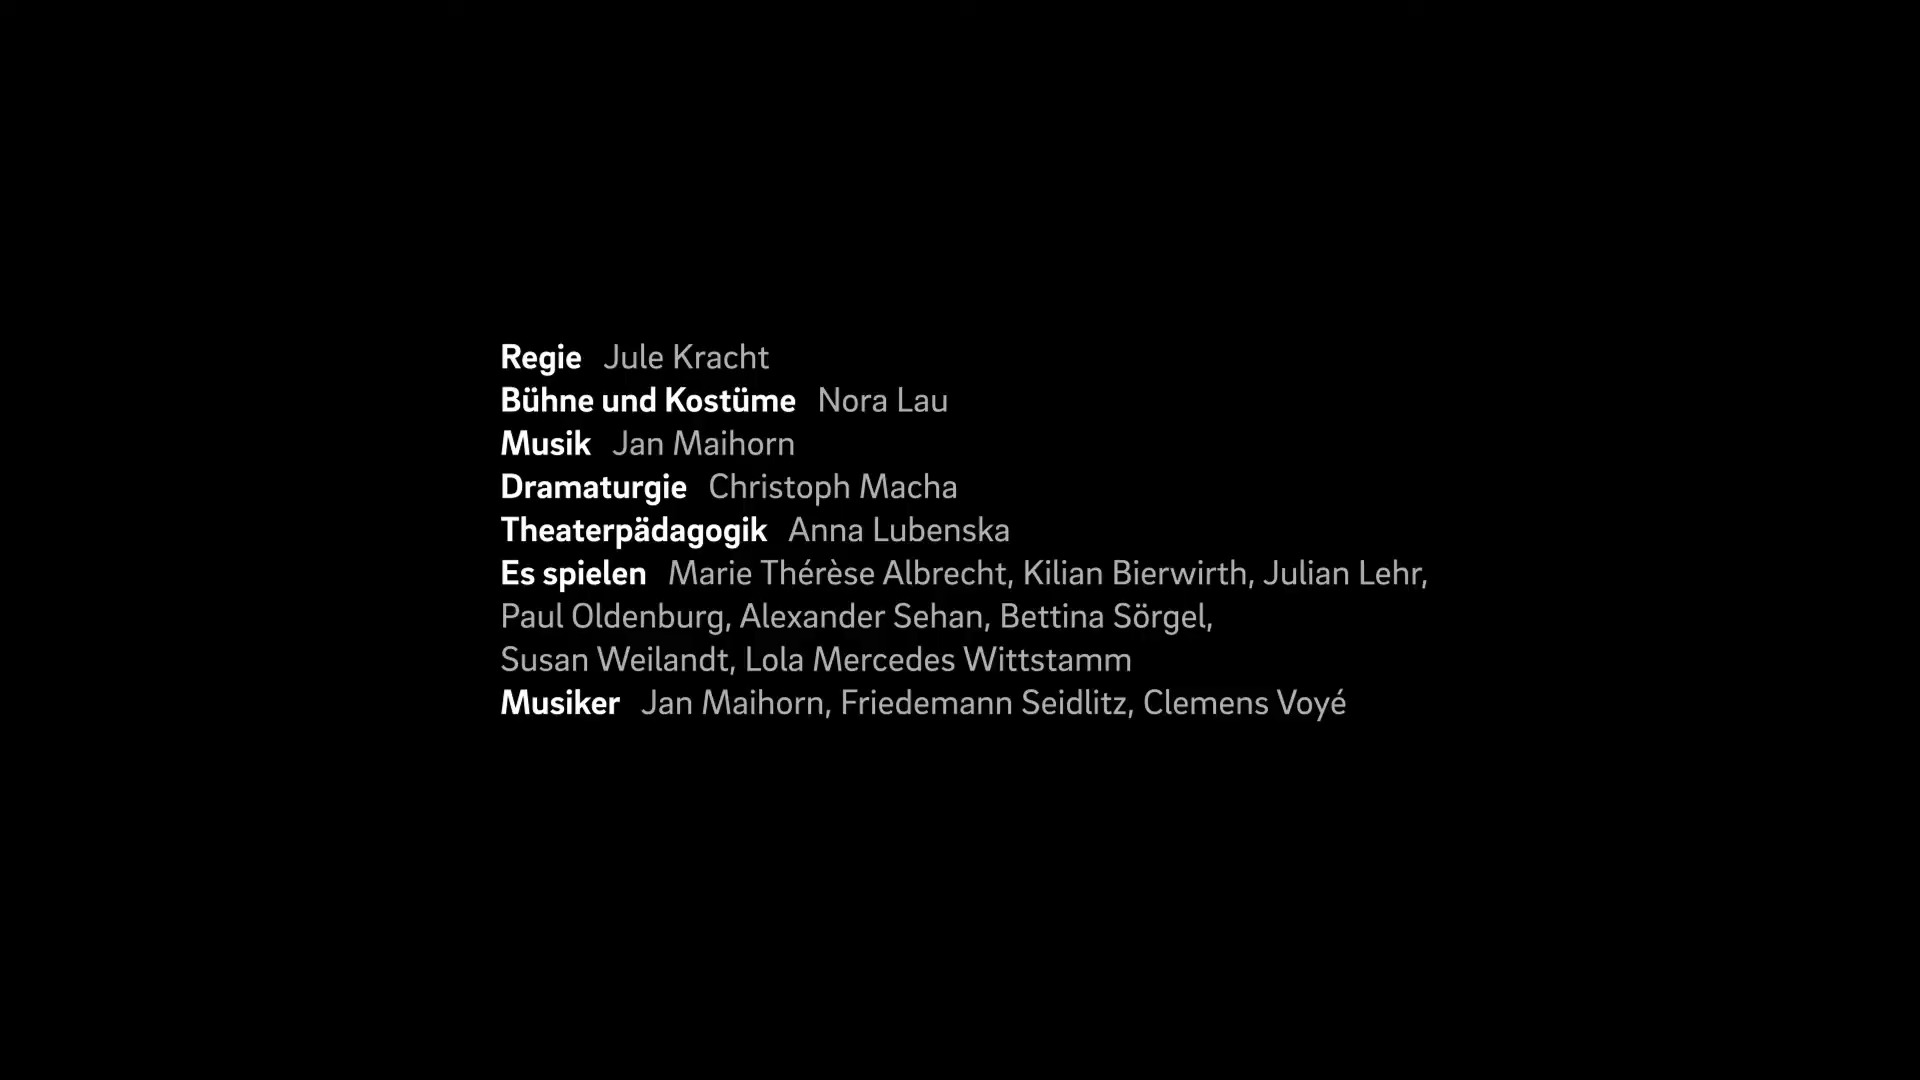 Regie Jule Kracht
Bühne und Kostüme Nora Lau
Musik Jan Maihorn
Dramaturgie Christoph Macha
Theaterpädagogik Anna Lubenska
Es spielen Marie Thérèse Albrecht, Kilian Bierwirth, Julian Lehr,
Paul Oldenburg, Alexander Sehan, Bettina Sörgel,
Susan Weilandt, Lola Mercedes Wittstamm
Musiker Jan Maihorn, Friedemann Seidlitz, Clemens Voyé